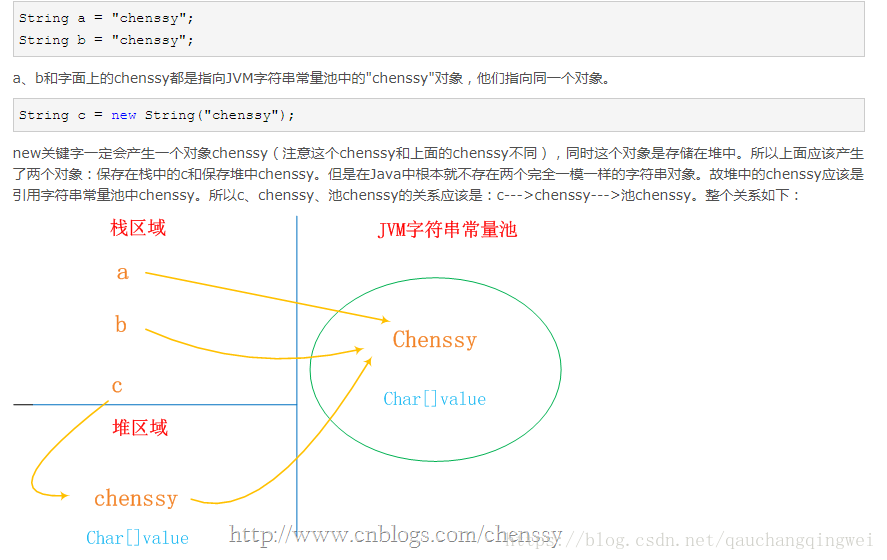 String a = "chenssy";
String b = "chenssy";
a、b和字面上的chenssy都是指向JVM字符串常量池中的"chenssy"对象，他们指向同一个对象。
String c = new String("chenssy");
new关键字一定会产生一个对象chenssy（注意这个chenssy和上面的chenssy不同），同时这个对象是存储在堆中。所以上面应该产生
了两个对象：保存在栈中的c和保存堆中chenssy。但是在Java中根本就不存在两个完全一模一样的字符串对象。故堆中的chenssy应该是
引用字符串常量池中chenssy。所以c、chenssy、池chenssy的关系应该是：c--->chenssy--->池chenssy。整个关系如下：
栈区域
JVM字符串常量池
a
b
Chenssy
c
Char[]value
堆区域
chenssy
Char[]value
http://www.cnblogs.com/chenssy
https://blog.csdn.net/qauchangqingwei